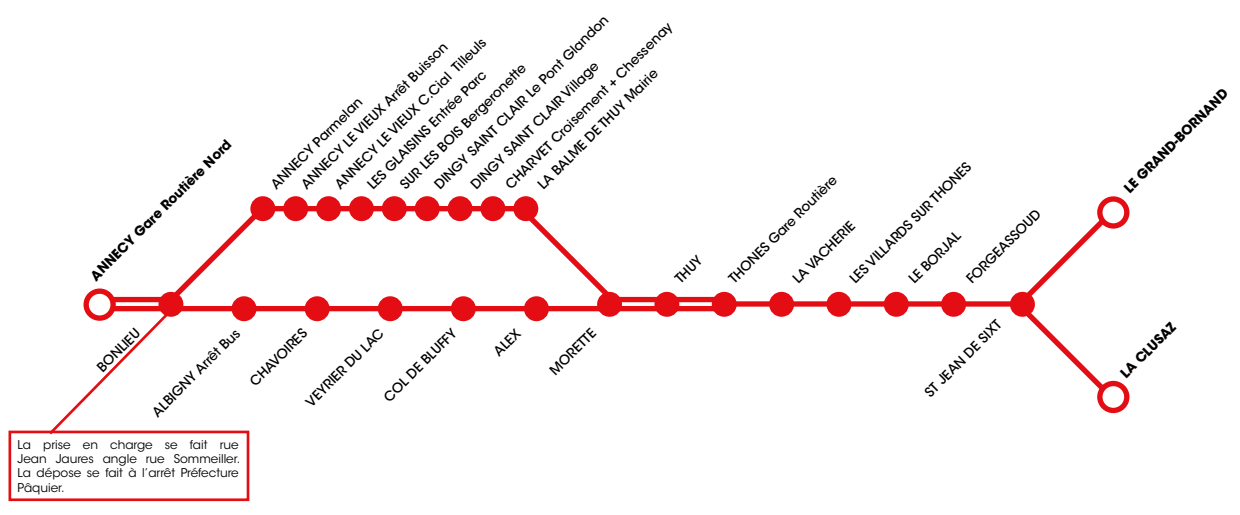 ANNECY Gare Routière Nord
BONLIEU
ANNECY Parmelan
ANNECY LE VIEUX Arrêt Buisson
ANNECY LE VIEUX C.Cial Tilleuls
LES GLAISINS Entrée Parc
SUR LES BOIS Bergeronette
DINGY SAINT CLAIR Le Pont Glandon
DINGY SAINT CLAIR Village
CHARVET Croisement + Chessenay
LA BALME DE THUY Mairie
ALBIGNY Arrêt Bus
CHAVOIRES
VEYRIER DU LAC
COL DE BLUFFY
ALEX
MORETTE
THUY
THONES Gare Routière
LA VACHERIE
LES VILLARDS SUR THONES
LE BORJAL
FORGEASSOUD
ST JEAN DE SIXT
LE GRAND-BORNAND
LA CLUSAZ
La prise en charge se fait rue
Jean Jaures angle rue Sommeiller.
La dépose se fait à l'arrêt Préfecture
Pâquier.